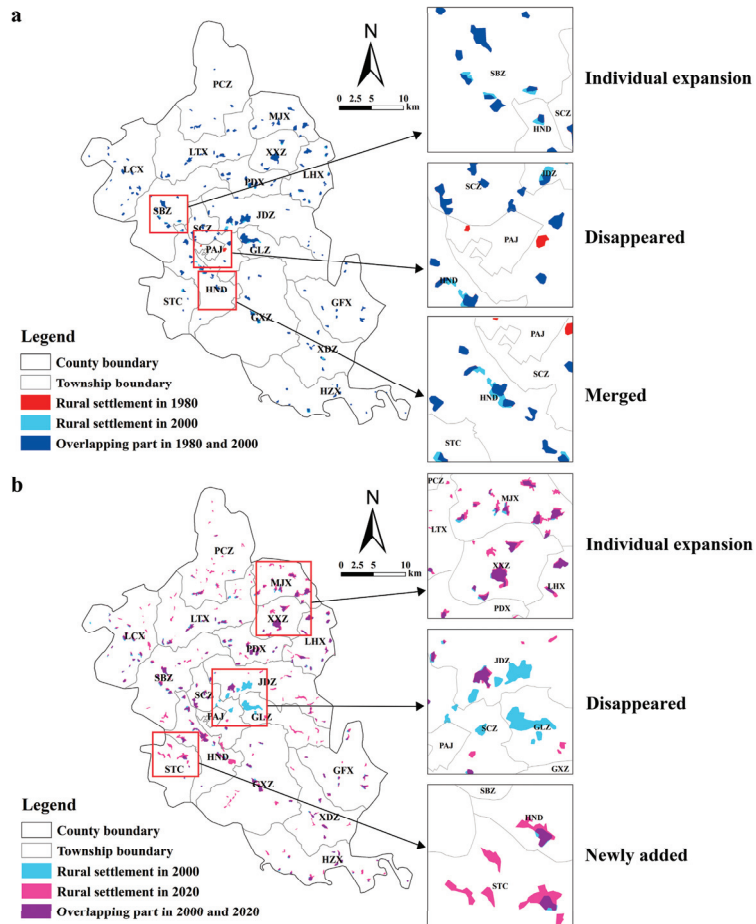 a
N
0 2.5 5 10
km
PCZ
MJX
LTX
XXZ
LCX
PDX
LHX
SBZ
JDZ
SCZ
PAJ
GLZ
HND
STC
GXZ
GFX
XDZ
HZX
Legend
County boundary
Township boundary
Rural settlement in 1980
Rural settlement in 2000
Overlapping part in 1980 and 2000
SBZ
SCZ
HND
Individual expansion
SCZ
JDZ
PAJ
HND
Disappeared
PAJ
SCZ
HND
STC
Merged
b
N
0 2.5 5 10
km
PCZ
MJX
LTX
XXZ
LCX
LHX
PDX
SBZ
JDZ
SCZ
PAJ
GLZ
HND
STC
GXZ
GFX
XDZ
HZX
Legend
County boundary
Township boundary
Rural settlement in 2000
Rural settlement in 2020
Overlapping part in 2000 and 2020
PCZ
MJX
LTX
XXZ
LHX
PDX
Individual expansion
JDZ
SCZ
GLZ
PAJ
GXZ
Disappeared
SBZ
HND
STC
Newly added